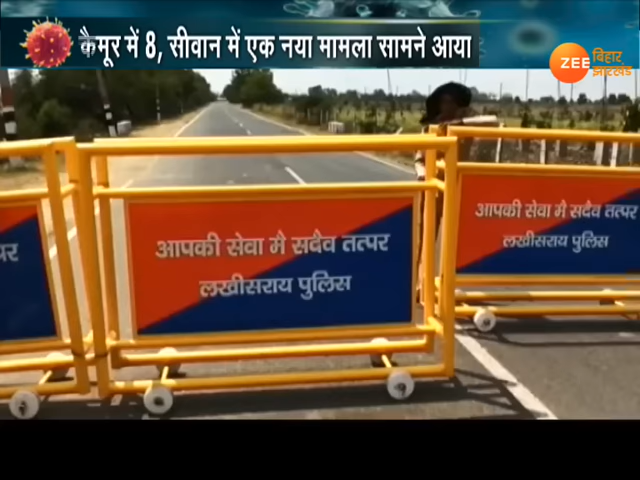 कैमूर में 8, सीवान में एक नया मामला सामने आया
ZEE बिहार झारखंड
पर
आपकी सेवा मै सदैव तत्पर
लखीसराय पुलिस
आपकी सेवा मै सदैव तत्पर
लखीसराय पुलिस